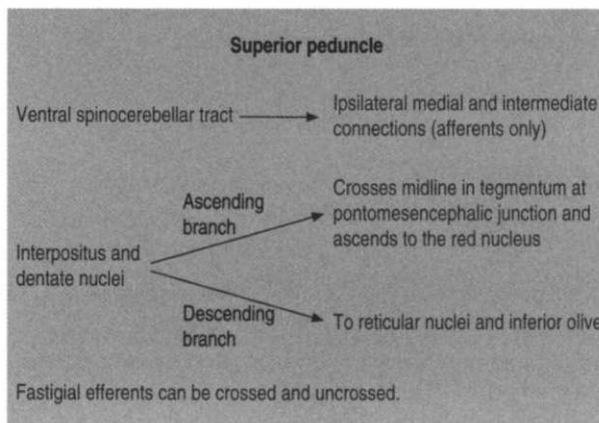 Superior peduncle
Ventral spinocerebellar tract
Ipsilateral medial and intermediate
connections (afferents only)
Ascending
branch
Crosses midline in tegmentum at
pontomesencephalic junction and
ascends to the red nucleus
Interpositus and
dentate nuclei
Descending
branch
To reticular nuclei and inferior olive
Fastigial efferents can be crossed and uncrossed.